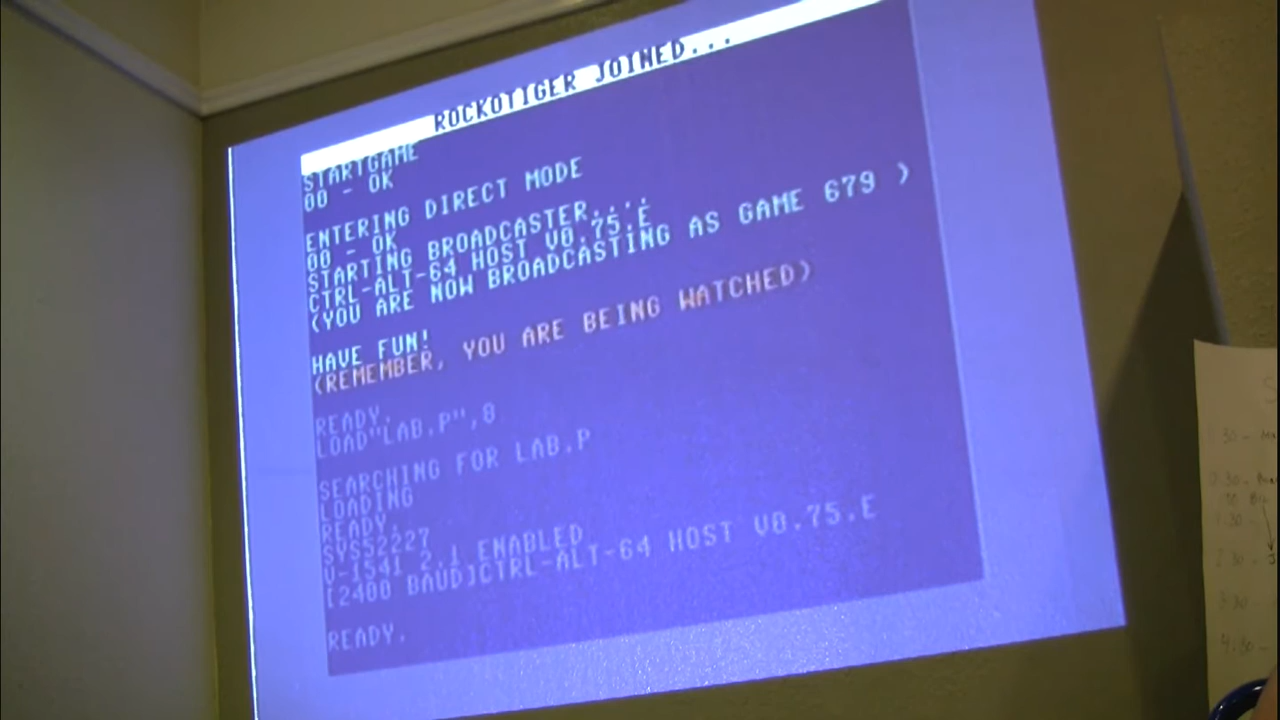 ROCKOTIGER JOINED...
STARTGAME
00 - OK
ENTERING DIRECT MODE
00 - OK
STARTING BROADCASTER....
CTRL-ALT-64 HOST V0.75.E
(YOU ARE NOW BROADCASTING AS GAME 679 )
HAVE FUN!
(REMEMBER, YOU ARE BEING WATCHED)
READY.
LOAD"LAB.P",8
SEARCHING FOR LAB.P
LOADING
READY.
SYS52227
V-1541 2.1 ENABLED
[2400 BAUD]CTRL-ALT-64 HOST V0.75.E
READY.